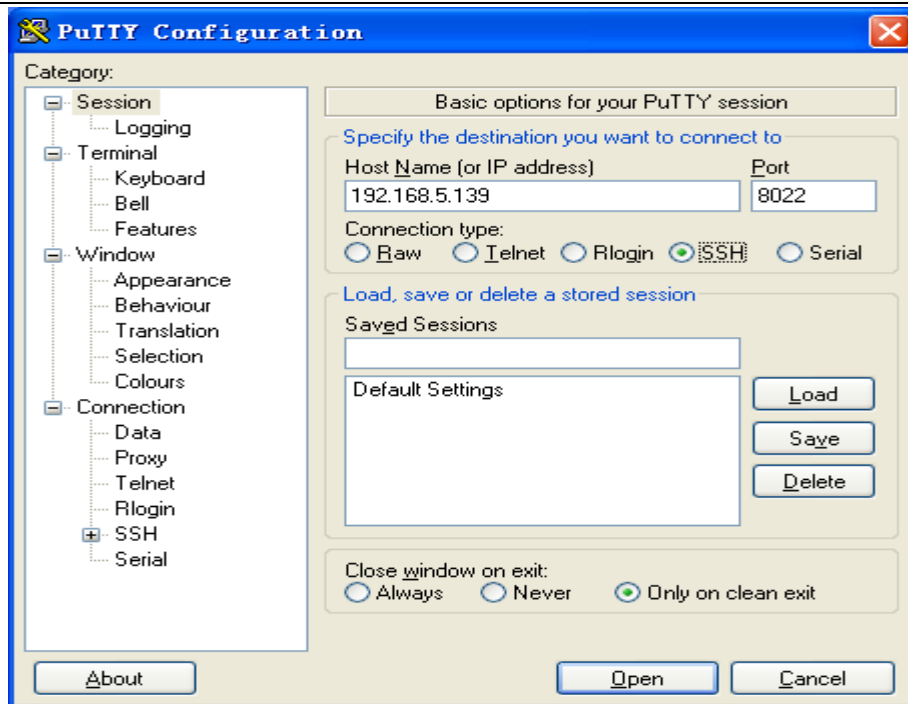 PuTTY Configuration
Category:
Session
Logging
Terminal
Keyboard
Bell
Features
Window
Appearance
Behaviour
Translation
Selection
Colours
Connection
Data
Proxy
Telnet
Rlogin
SSH
Serial
Basic options for your PuTTY session
Specify the destination you want to connect to
Host Name (or IP address) Port
192.168.5.139 8022
Connection type:
Raw Telnet Rlogin SSH Serial
Load, save or delete a stored session
Saved Sessions
Default Settings
Load
Save
Delete
Close window on exit:
Always Never Only on clean exit
About Open Cancel